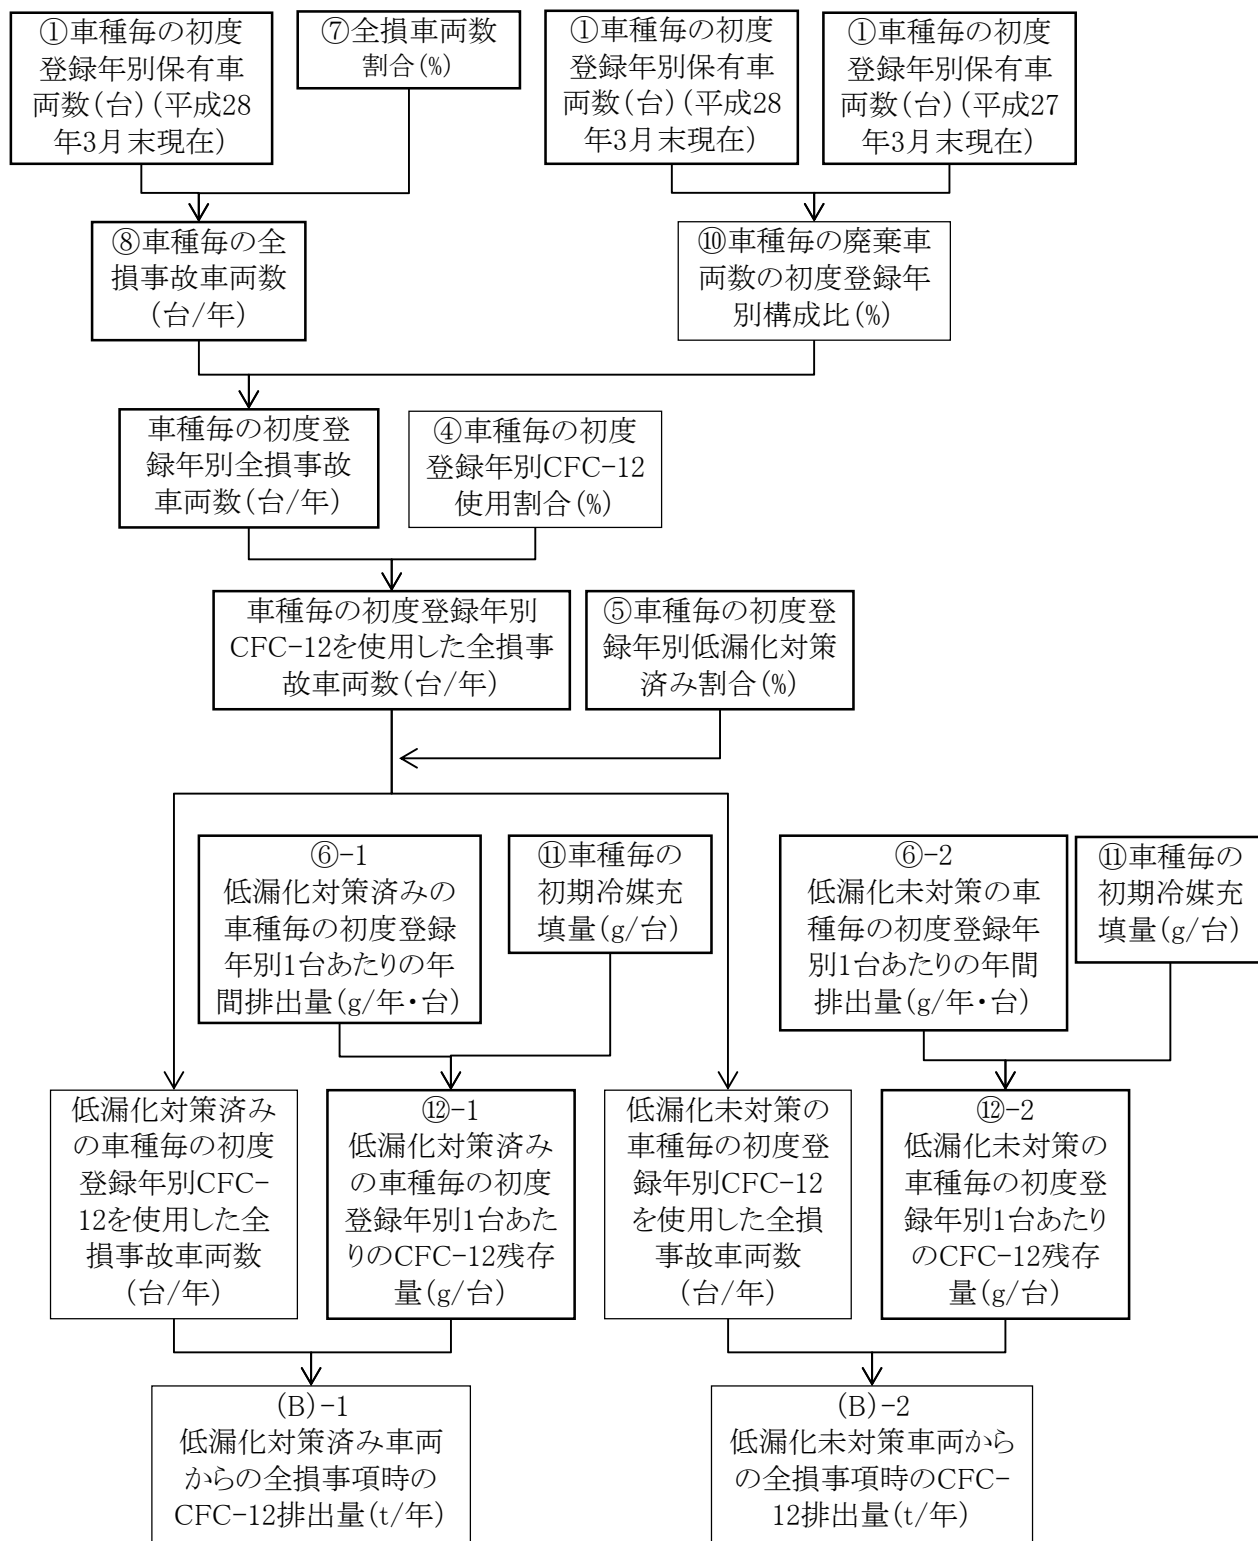 ①車種毎の初度
登録年別保有車
両数(台)(平成28
年3月末現在)
⑦全損車両数
割合(%)
①車種毎の初度
登録年別保有車
両数(台)(平成28
年3月末現在)
①車種毎の初度
登録年別保有車
両数(台)(平成27
年3月末現在)
⑧車種毎の全
損事故車両数
(台/年)
⑩車種毎の廃棄車
両数の初度登録年
別構成比(%)
車種毎の初度登
録年別全損事故
車両数(台/年)
④車種毎の初度
登録年別CFC-12
使用割合(%)
車種毎の初度登録年別
CFC-12を使用した全損事
故車両数(台/年)
⑤車種毎の初度登
録年別低漏化対策
済み割合(%)
⑥-1
低漏化対策済みの
車種毎の初度登録
年別1台あたりの年
間排出量(g/年・台)
⑪車種毎の
初期冷媒充
填量(g/台)
⑥-2
低漏化未対策の車
種毎の初度登録年
別1台あたりの年間
排出量(g/年・台)
⑪車種毎の
初期冷媒充
填量(g/台)
低漏化対策済み
の車種毎の初度
登録年別CFC-
12を使用した全
損事故車両数
(台/年)
⑫-1
低漏化対策済み
の車種毎の初度
登録年別1台あた
りのCFC-12残存
量(g/台)
低漏化未対策の
車種毎の初度登
録年別CFC-12
を使用した全損
事故車両数
(台/年)
⑫-2
低漏化未対策の
車種毎の初度登
録年別1台あたり
のCFC-12残存
量(g/台)
(B)-1
低漏化対策済み車両
からの全損事項時の
CFC-12排出量(t/年)
(B)-2
低漏化未対策車両から
の全損事項時のCFC-
12排出量(t/年)